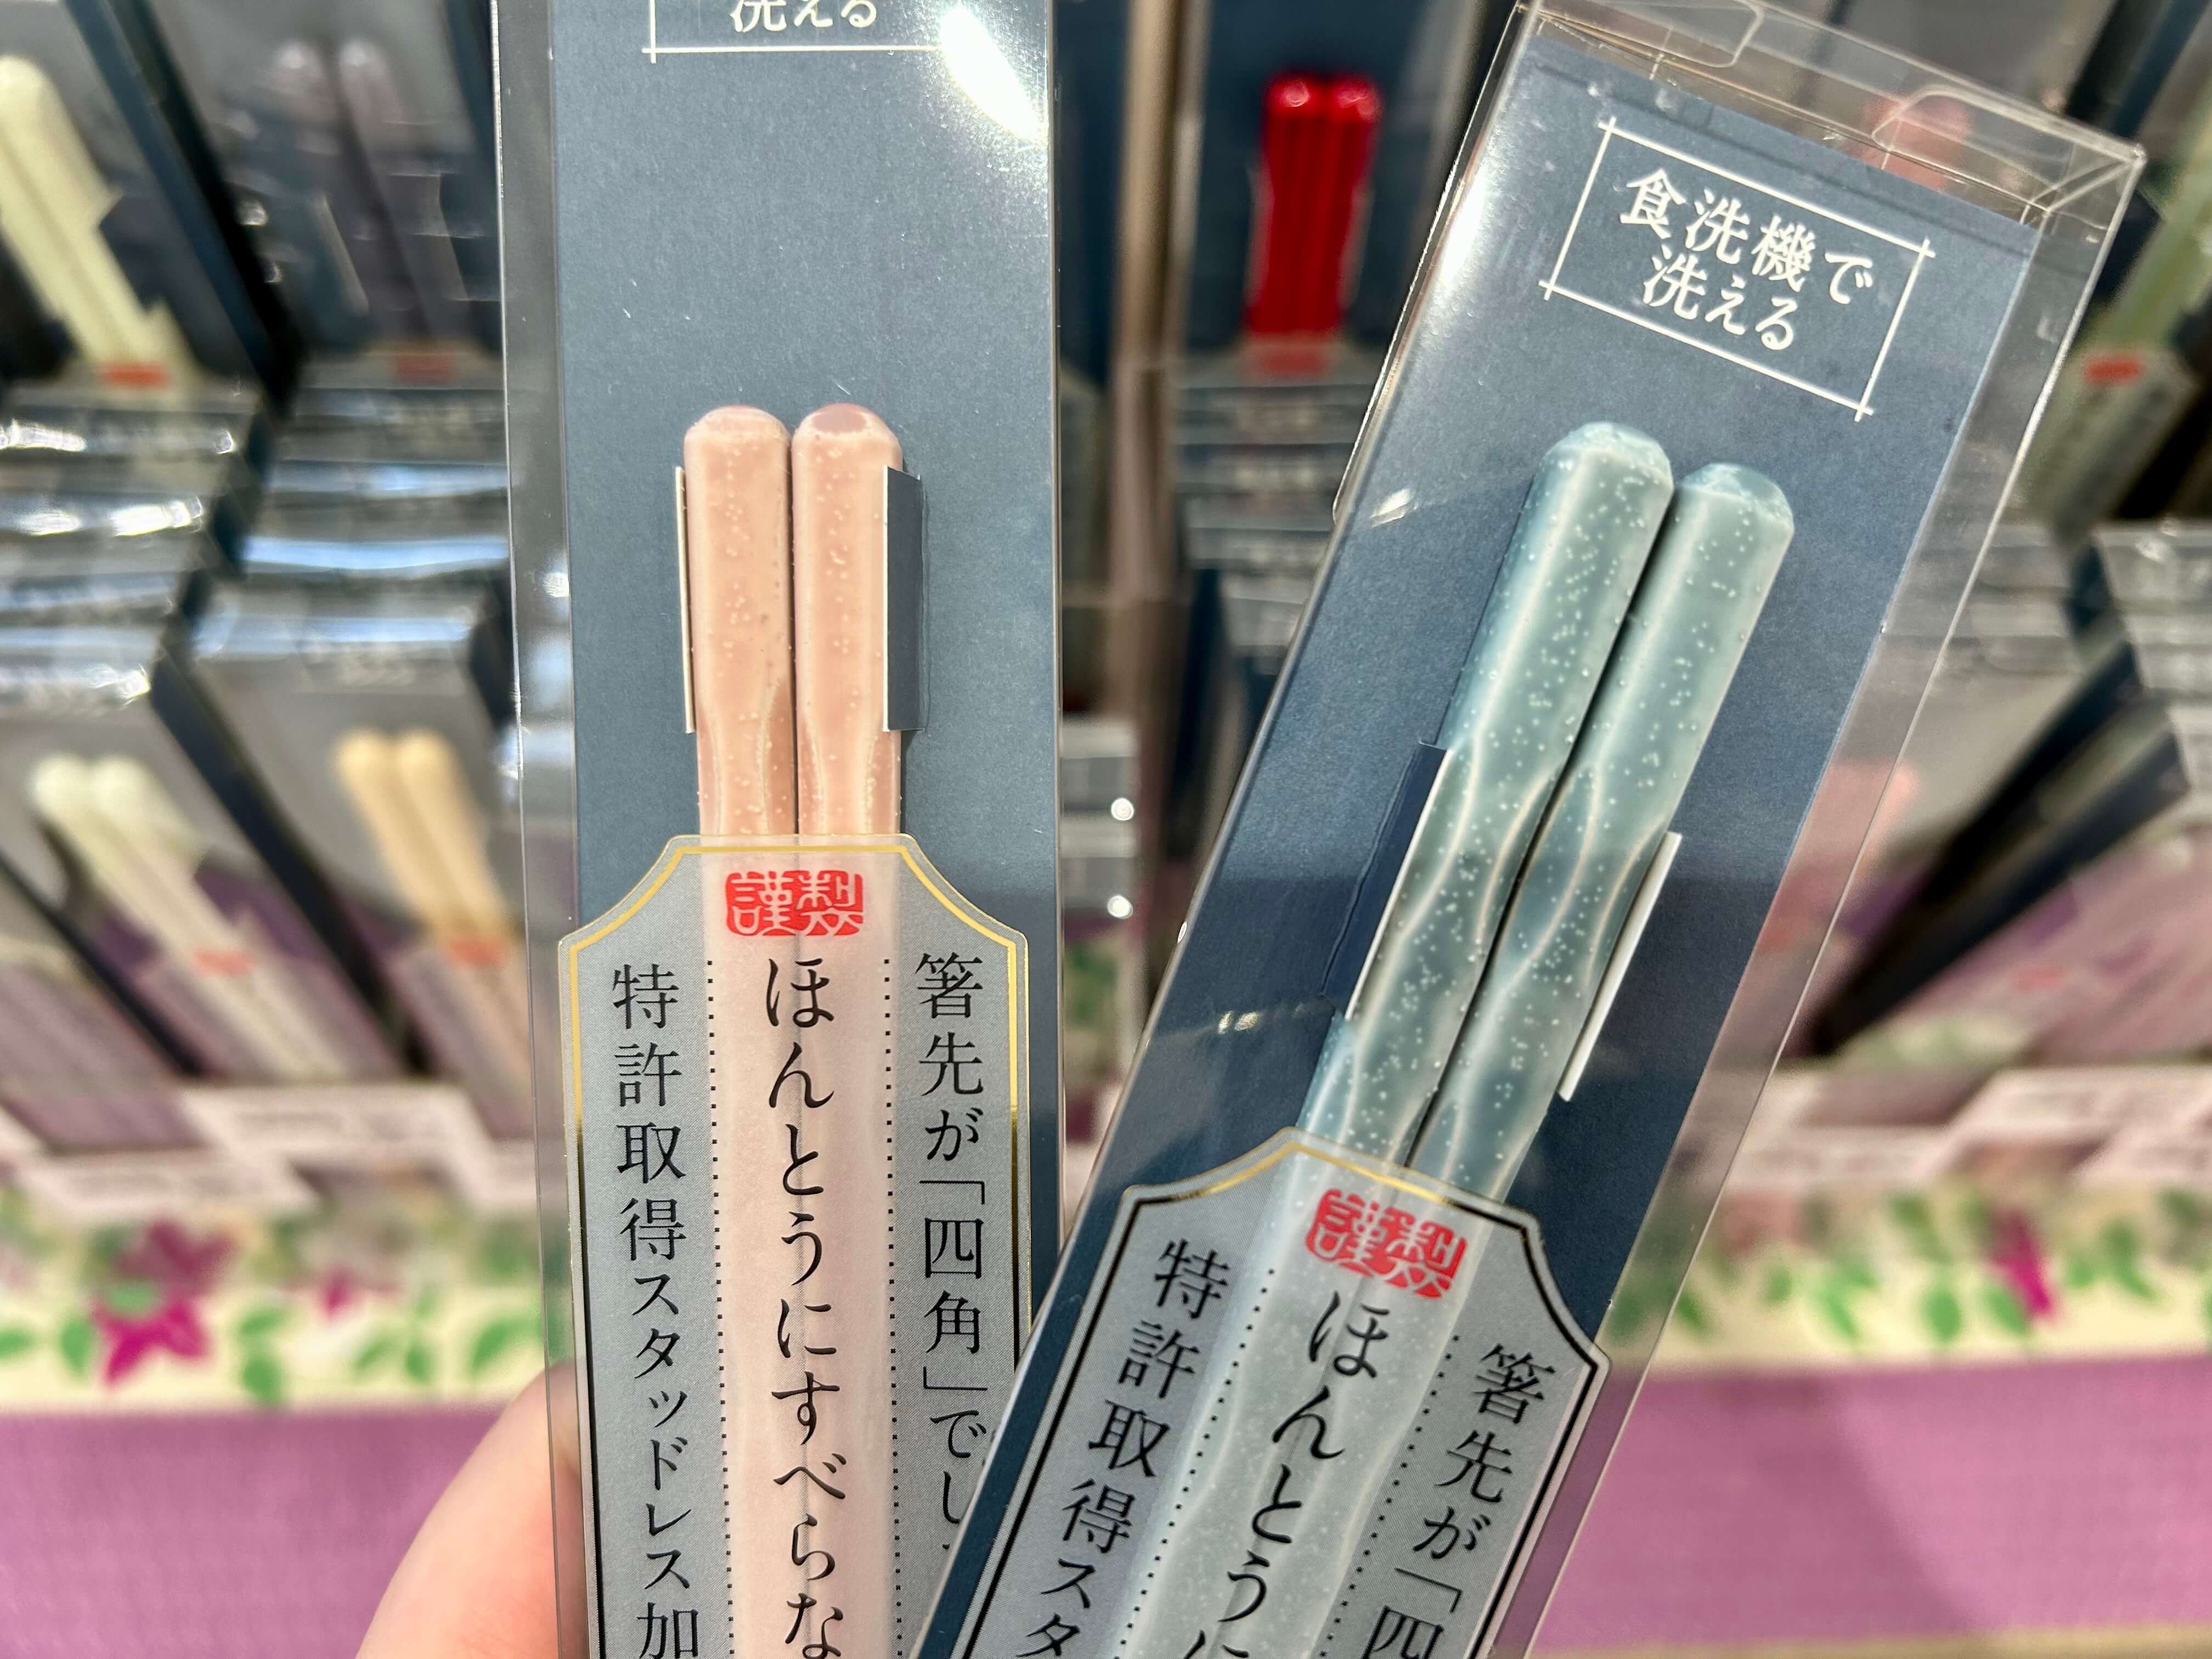 洗える
謹製
箸先が「四角」でし
ほんとうにすべらな
特許取得スタッドレス加
食洗機で
洗える
謹製
箸先が「四
ほんとうに
特許取得スタ